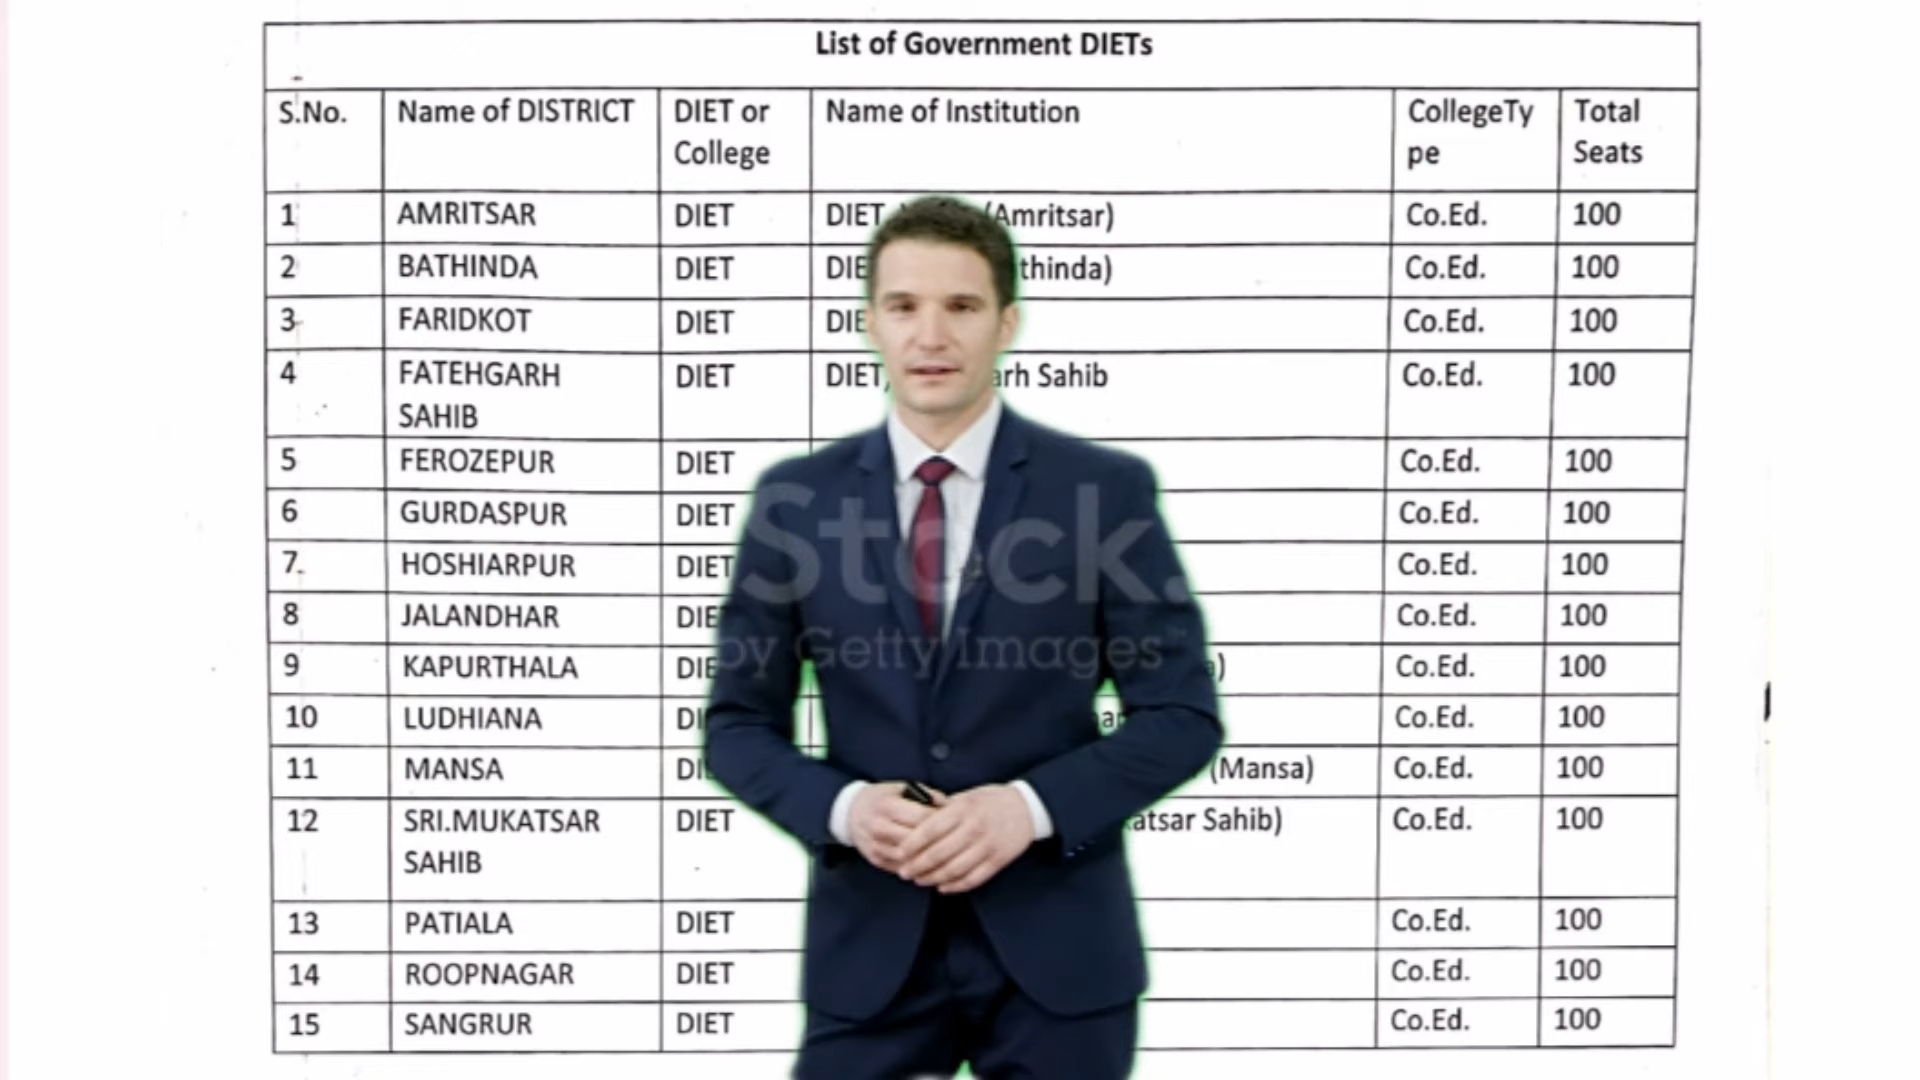 List of Government DIETs
S.No. Name of DISTRICT DIET or College Name of Institution CollegeType Total Seats
1 AMRITSAR DIET DIET (Amritsar) Co.Ed. 100
2 BATHINDA DIET Co.Ed. 100
3 FARIDKOT DIET Co.Ed. 100
4 FATEHGARH SAHIB DIET DIET, Sahib Co.Ed. 100
5 FEROZEPUR DIET Co.Ed. 100
6 GURDASPUR DIET Co.Ed. 100
7 HOSHIARPUR DIET Co.Ed. 100
8 JALANDHAR Co.Ed. 100
9 KAPURTHALA Co.Ed. 100
10 LUDHIANA Co.Ed. 100
11 MANSA (Mansa) Co.Ed. 100
12 SRI.MUKATSAR SAHIB DIET Sahib) Co.Ed. 100
13 PATIALA DIET Co.Ed. 100
14 ROOPNAGAR DIET Co.Ed. 100
15 SANGRUR DIET Co.Ed. 100
iStock.
by Getty Images